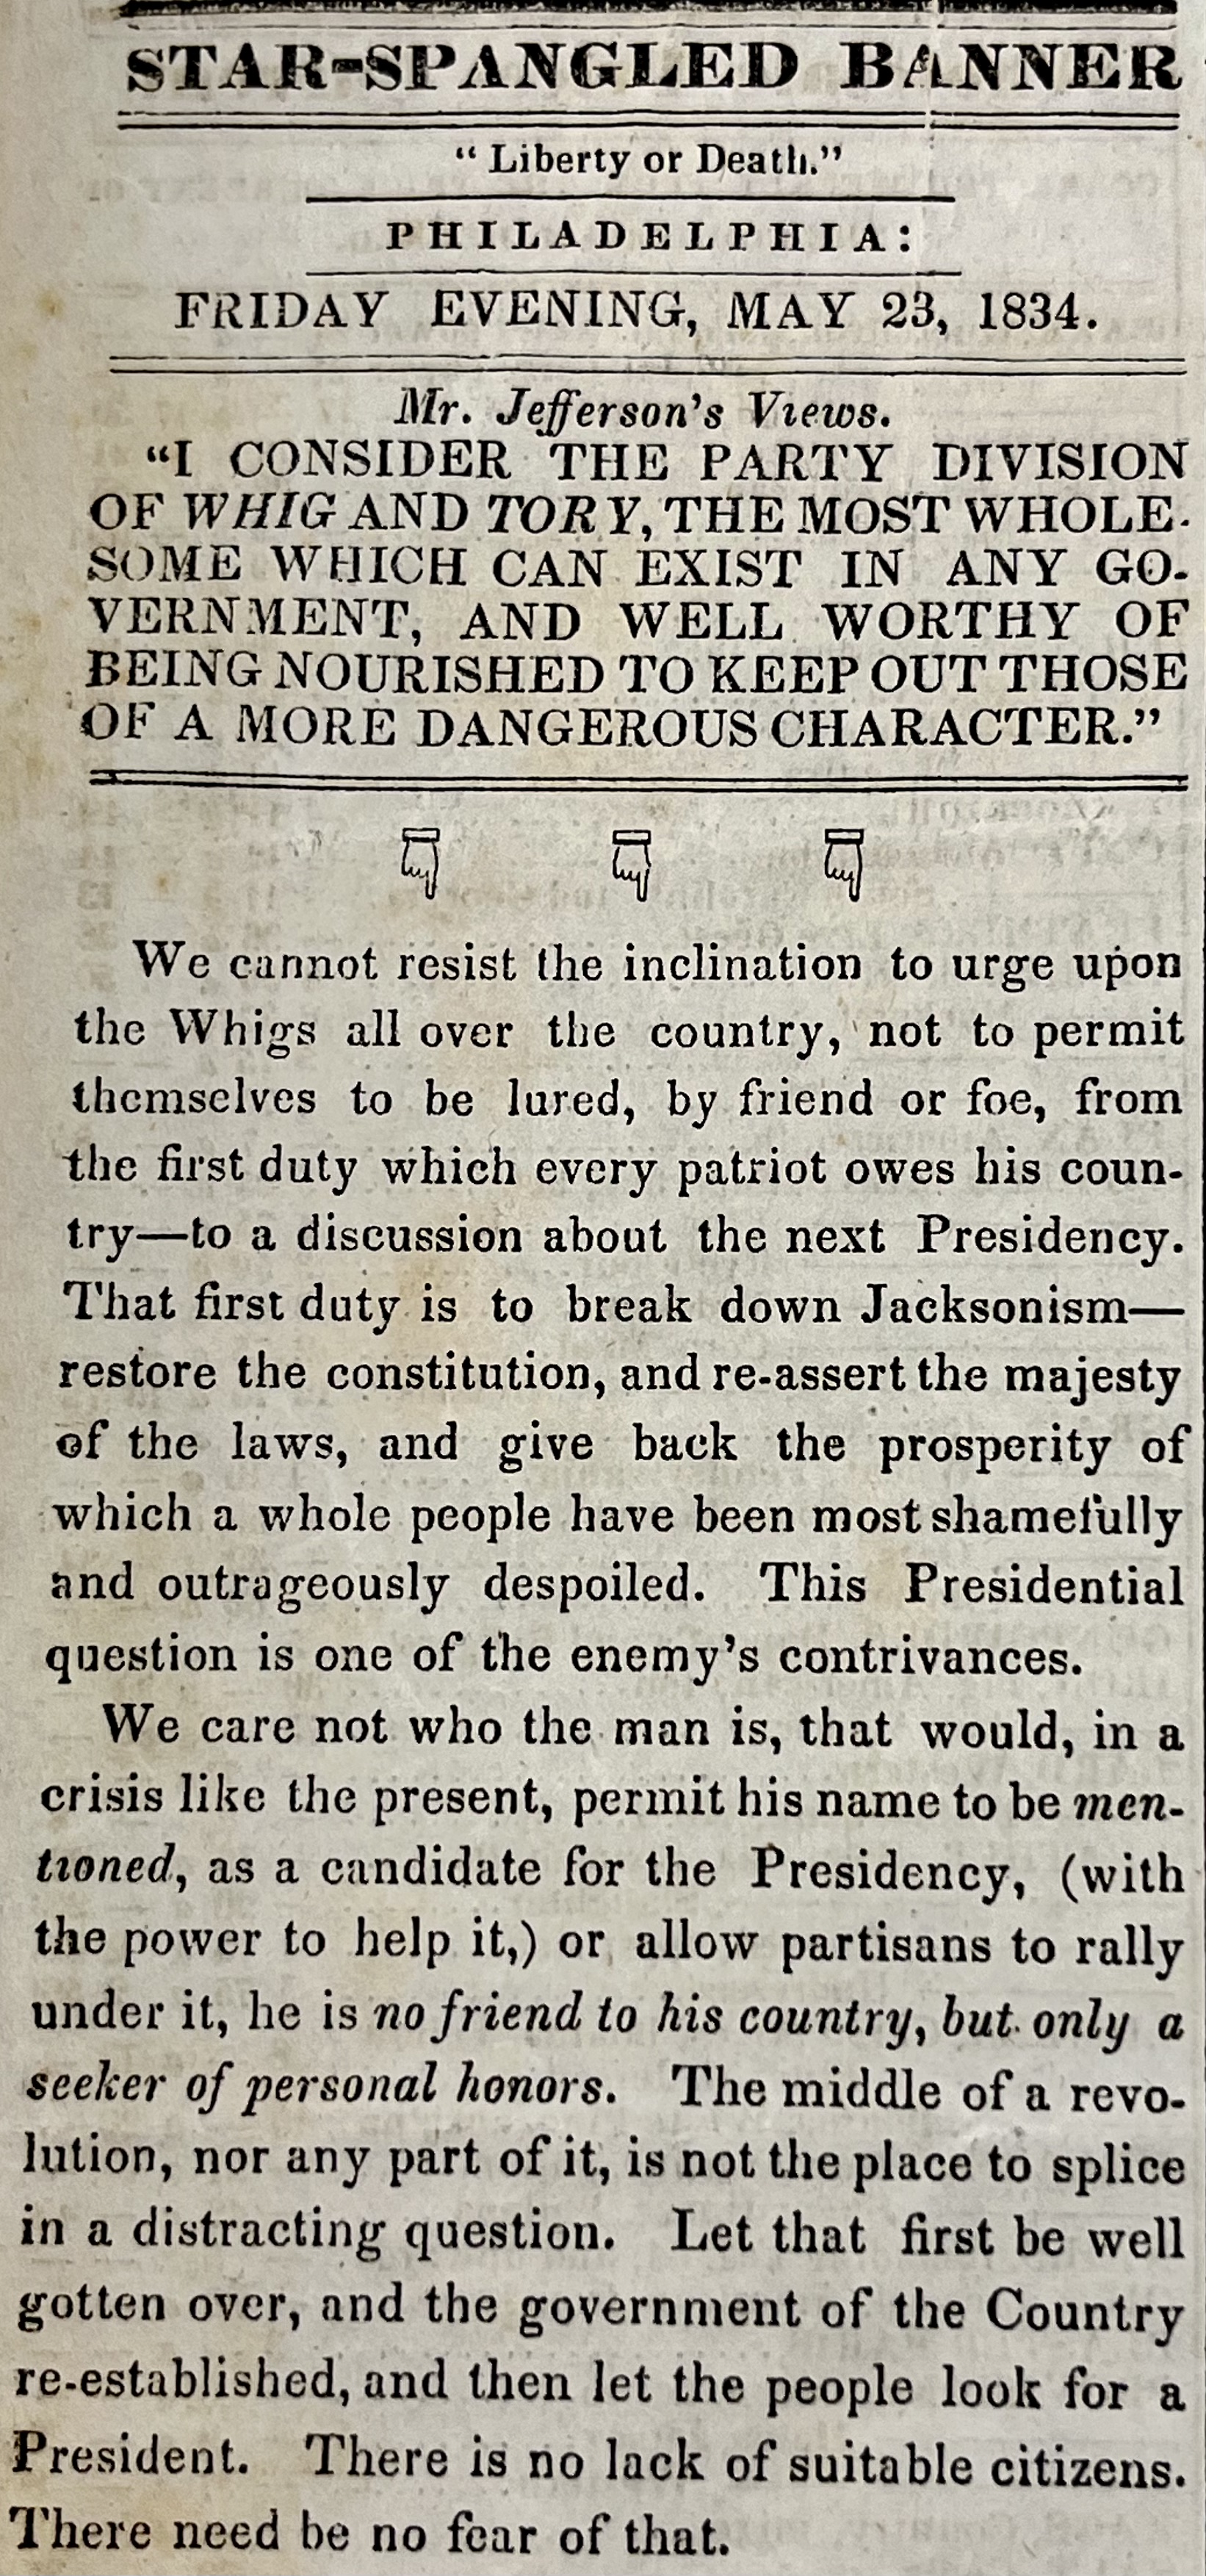 STAR-SPANGLED BANNER
“Liberty or Death.”
PHILADELPHIA:
FRIDAY EVENING, MAY 23, 1834.
Mr. Jefferson's Views.
“I CONSIDER THE PARTY DIVISION
OF WHIG AND TORY, THE MOST WHOLE-
SOME WHICH CAN EXIST IN ANY GO-
VERNMENT, AND WELL WORTHY OF
BEING NOURISHED TO KEEP OUT THOSE
OF A MORE DANGEROUS CHARACTER.”
We cannot resist the inclination to urge upon
the Whigs all over the country, not to permit
themselves to be lured, by friend or foe, from
the first duty which every patriot owes his coun-
try—to a discussion about the next Presidency.
That first duty is to break down Jacksonism—
restore the constitution, and re-assert the majesty
of the laws, and give back the prosperity of
which a whole people have been most shamefully
and outrageously despoiled. This Presidential
question is one of the enemy's contrivances.
We care not who the man is, that would, in a
crisis like the present, permit his name to be men-
tioned, as a candidate for the Presidency, (with
the power to help it,) or allow partisans to rally
under it, he is no friend to his country, but only a
seeker of personal honors. The middle of a revo-
lution, nor any part of it, is not the place to splice
in a distracting question. Let that first be well
gotten over, and the government of the Country
re-established, and then let the people look for a
President. There is no lack of suitable citizens.
There need be no fear of that.